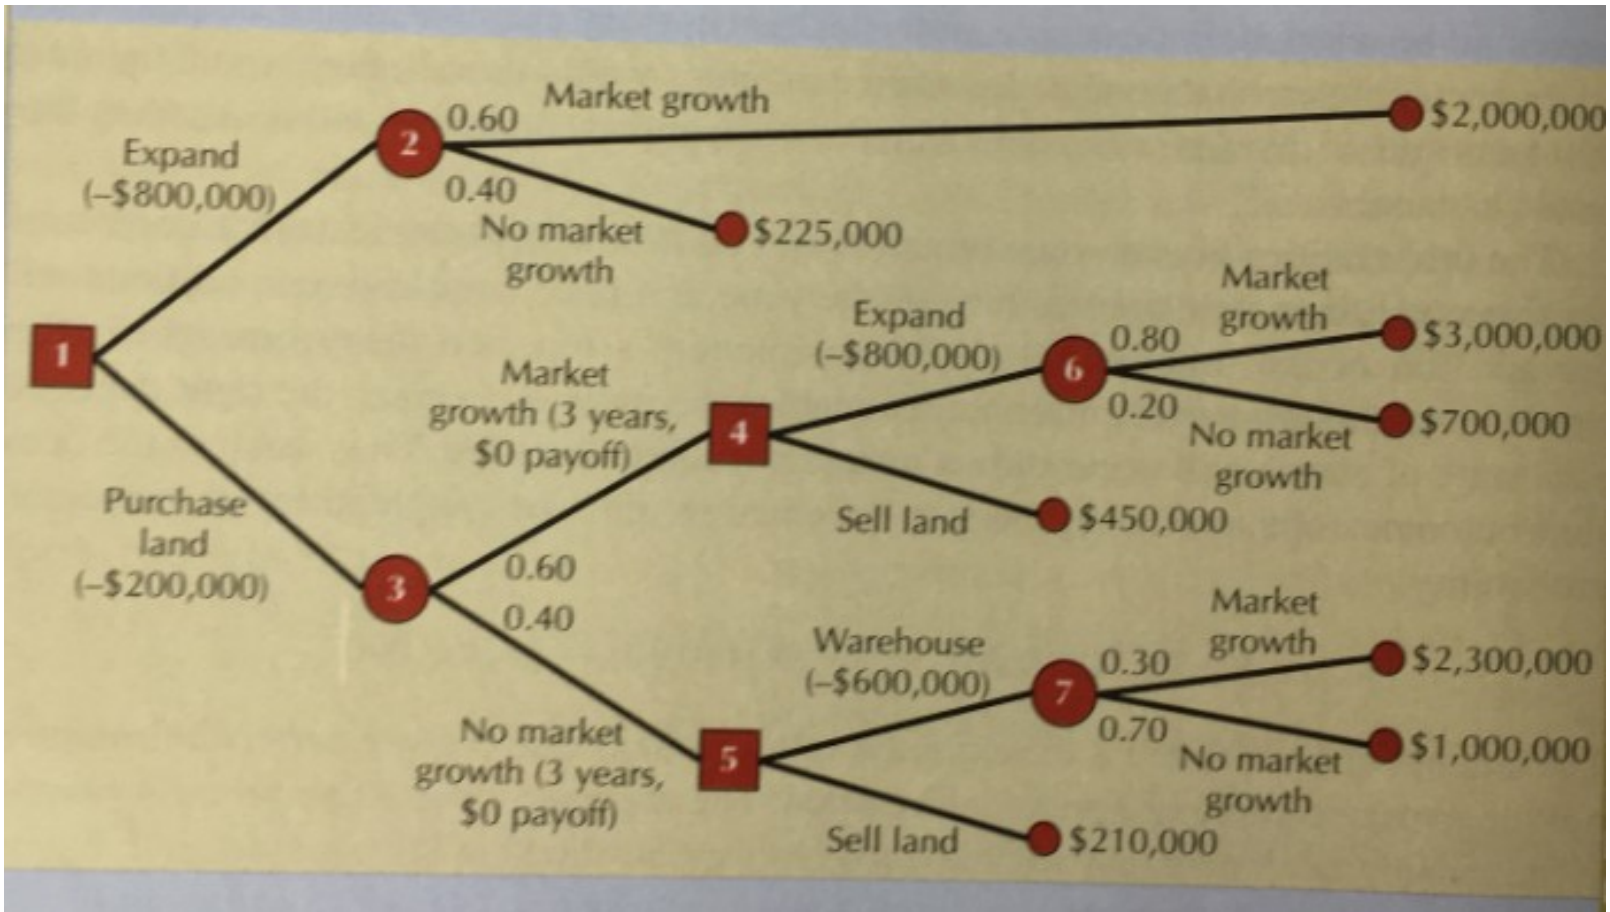 0.60 Market growth
$2,000,000
Expand
(–$800,000)
2
0.40
No market
growth
$225,000
1
Market
growth
Expand
(–$800,000)
0.80
$3,000,000
6
0.20
No market
growth
$700,000
Market
growth (3 years,
$0 payoff)
4
Sell land
$450,000
Purchase
land
(–$200,000)
3
0.60
0.40
Market
growth
Warehouse
(–$600,000)
0.30
$2,300,000
7
0.70
No market
growth
$1,000,000
No market
growth (3 years,
$0 payoff)
5
Sell land
$210,000